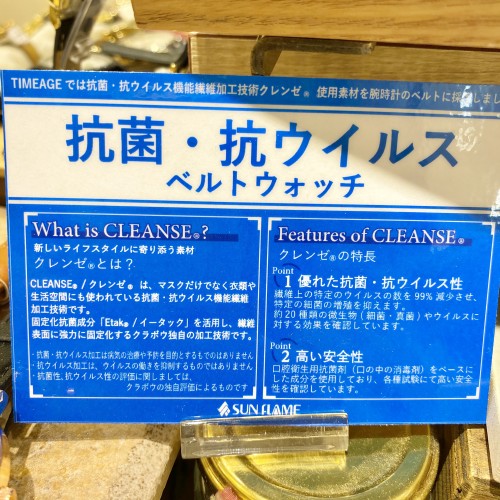 TIMEAGE では抗菌・抗ウイルス機能繊維加工技術クレンゼ® 使用素材を腕時計のベルトに採
抗菌・抗ウイルス
ベルトウォッチ
What is CLEANSE®?
新しいライフスタイルに寄り添う素材
クレンゼ®とは？
CLEANSE® / クレンゼ® は、マスクだけでなく衣類や
生活空間にも使われている抗菌・抗ウイルス機能繊維加
工技術です。
固定化抗菌成分「Etak® / イータック」を活用し、繊維
表面に強力に固定化するクラボウ独自の加工技術です。
・抗菌・抗ウイルス加工は病気の治療や予防を目的とするものではありません
・抗ウイルス加工は、ウイルスの働きを抑制するものではありません
・抗菌性、抗ウイルス性の評価に関しましては、
クラボウの独自評価によるものです
Features of CLEANSE®
クレンゼ®の特長
Point
1 優れた抗菌・抗ウイルス性
繊維上の特定のウイルスの数を 99% 減少させ、
特定の細菌の増殖を抑えます。
約20種類の微生物（細菌・真菌）やウイルスに
対する効果を確認しています。
Point
2 高い安全性
口腔衛生用抗菌剤（口の中の消毒剤）をベースに
した成分を使用しており、各種試験にて高い安全
性を確認しています。
SUN FLAME